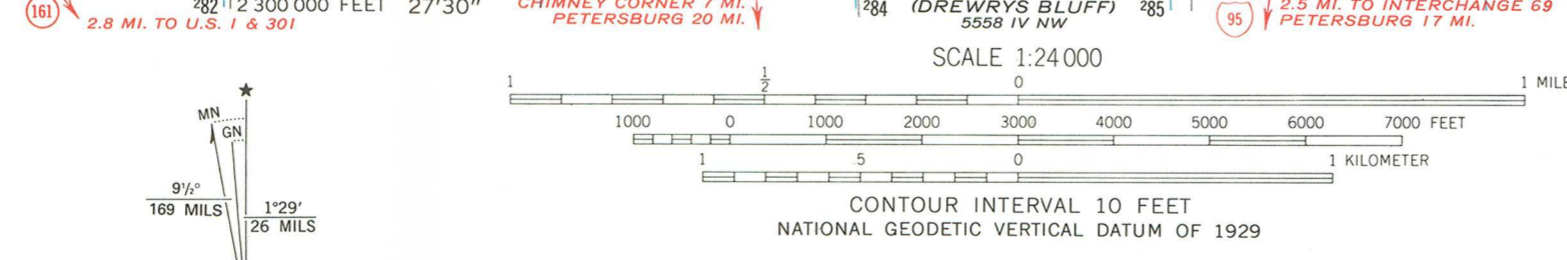 161 282 2 300 000 FEET 27'30" CHIMNEY CORNER 7 MI. 284 (DREWRYS BLUFF) 285 95 2.5 MI. TO INTERCHANGE 69
2.8 MI. TO U.S. 1 & 301 PETERSBURG 20 MI. 5558 IV NW PETERSBURG 17 MI.
SCALE 1:24 000
1 1/2 0 1 MILE
1000 0 1000 2000 3000 4000 5000 6000 7000 FEET
1 .5 0 1 KILOMETER
CONTOUR INTERVAL 10 FEET
NATIONAL GEODETIC VERTICAL DATUM OF 1929
★
MN
GN
9½°
169 MILS
1°29′
26 MILS